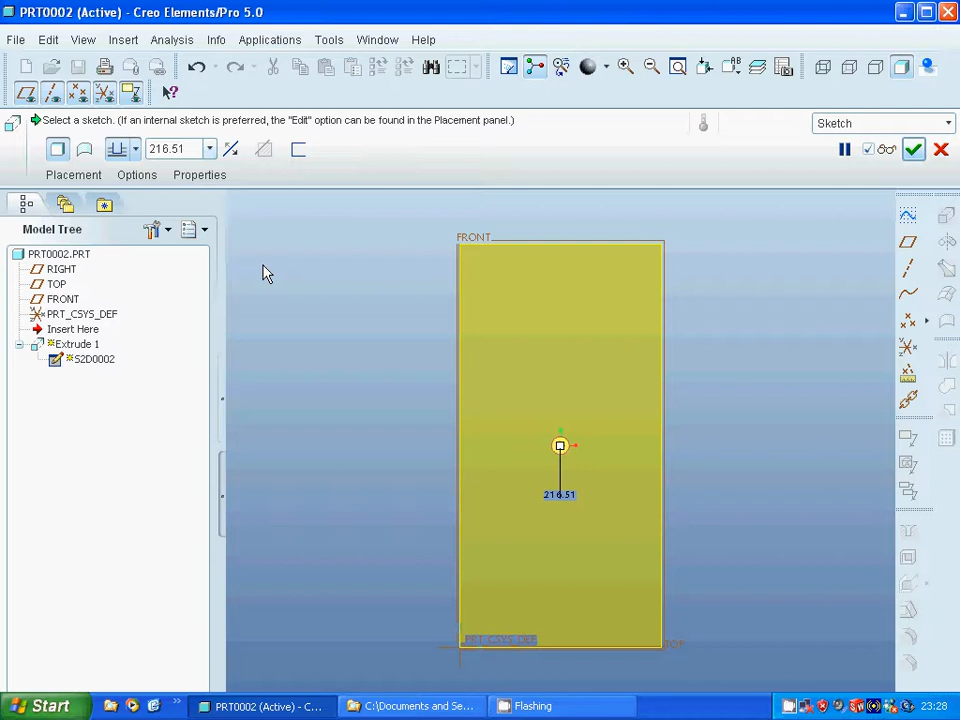 PRT0002 (Active) - Creo Elements/Pro 5.0
File Edit View Insert Analysis Info Applications Tools Window Help
Select a sketch. (If an internal sketch is preferred, the "Edit" option can be found in the Placement panel.)
Sketch
216.51
Placement Options Properties
Model Tree
PRT0002.PRT
RIGHT
TOP
FRONT
PRT_CSYS_DEF
Insert Here
*Extrude 1
*S2D0002
FRONT
216.51
PRT_CSYS_DEF
TOP
Start
PRT0002 (Active) - C...
C:\Documents and Se...
Flashing
23:28